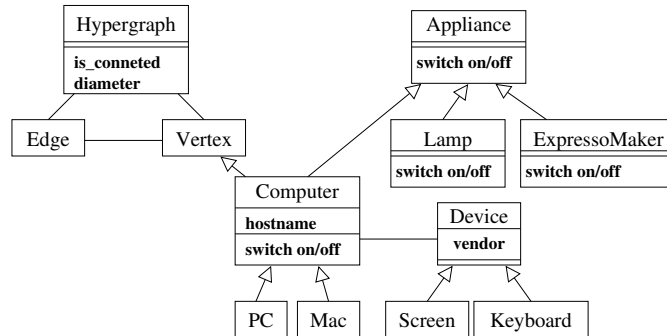 Hypergraph
is_conneted
diameter
Edge
Vertex
Appliance
switch on/off
Lamp
switch on/off
ExpressoMaker
switch on/off
Computer
hostname
switch on/off
Device
vendor
PC
Mac
Screen
Keyboard